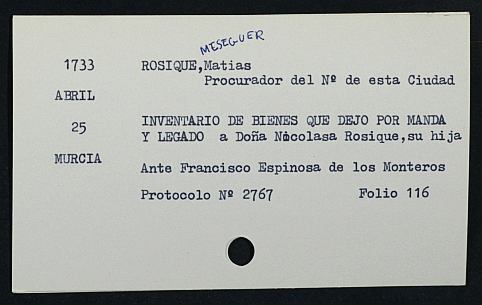 MESEGUER
1733 ROSIQUE,Matias
Procurador del Nº de esta Ciudad
ABRIL
25 INVENTARIO DE BIENES QUE DEJO POR MANDA
Y LEGADO a Doña Nicolasa Rosique,su hija
MURCIA
Ante Francisco Espinosa de los Monteros
Protocolo Nº 2767 Folio 116